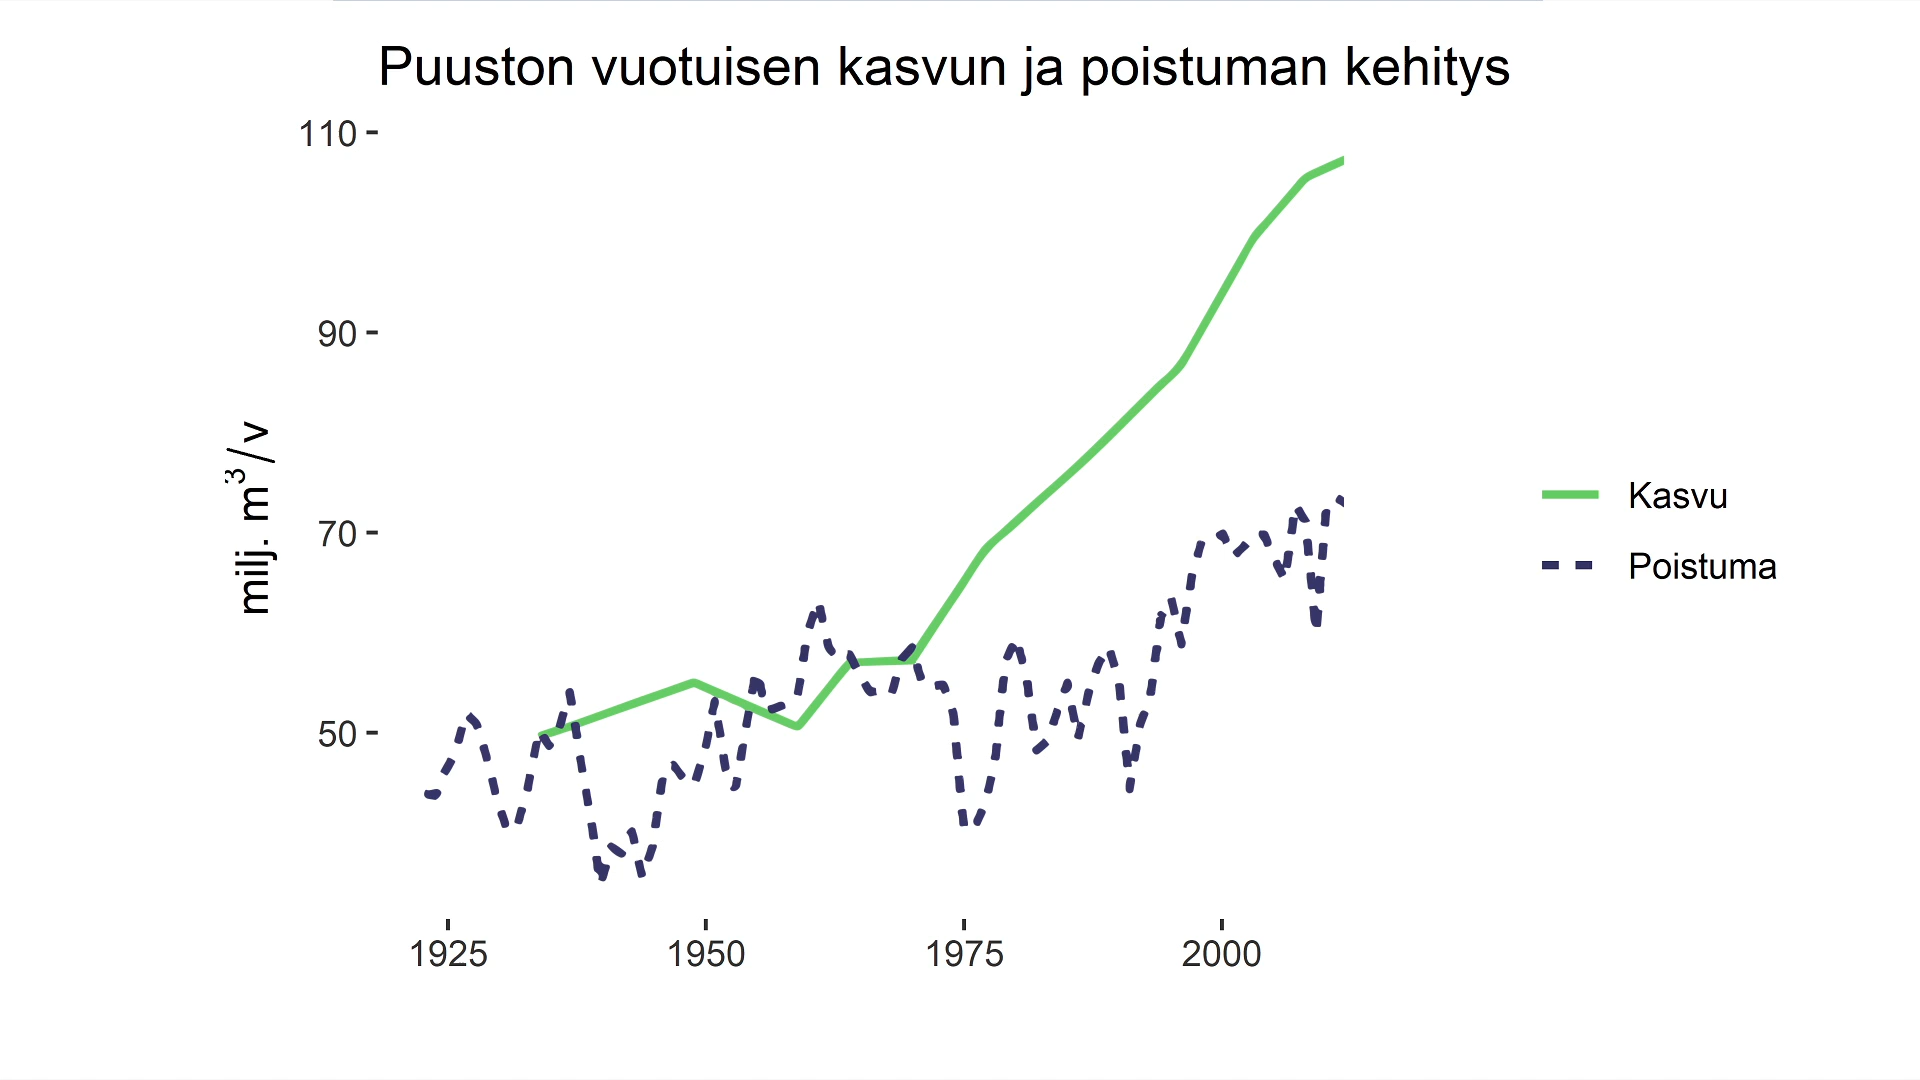 Puuston vuotuisen kasvun ja poistuman kehitys
110
90
70
50
milj. m³/v
1925
1950
1975
2000
Kasvu
Poistuma